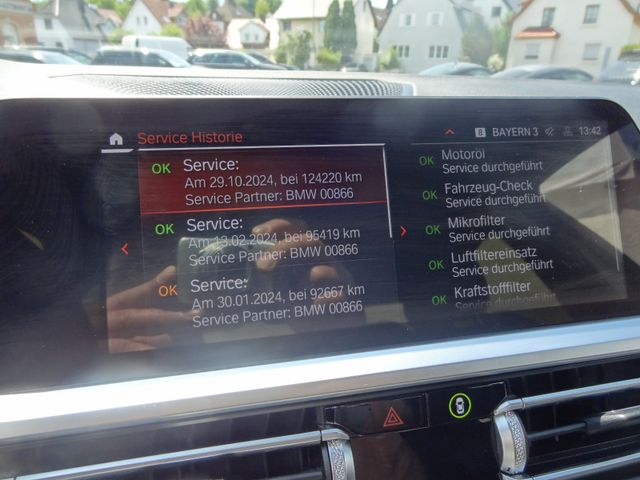 Service Historie
BAYERN 3
13:42
OK Service:
Am 29.10.2024, bei 124220 km
Service Partner: BMW 00866
OK Service:
Am 13.02.2024, bei 95419 km
Service Partner: BMW 00866
OK Service:
Am 30.01.2024, bei 92667 km
Service Partner: BMW 00866
OK Motoröl
Service durchgeführt
OK Fahrzeug-Check
Service durchgeführt
OK Mikrofilter
Service durchgeführt
OK Luftfiltereinsatz
Service durchgeführt
OK Kraftstofffilter
Service durchgeführt